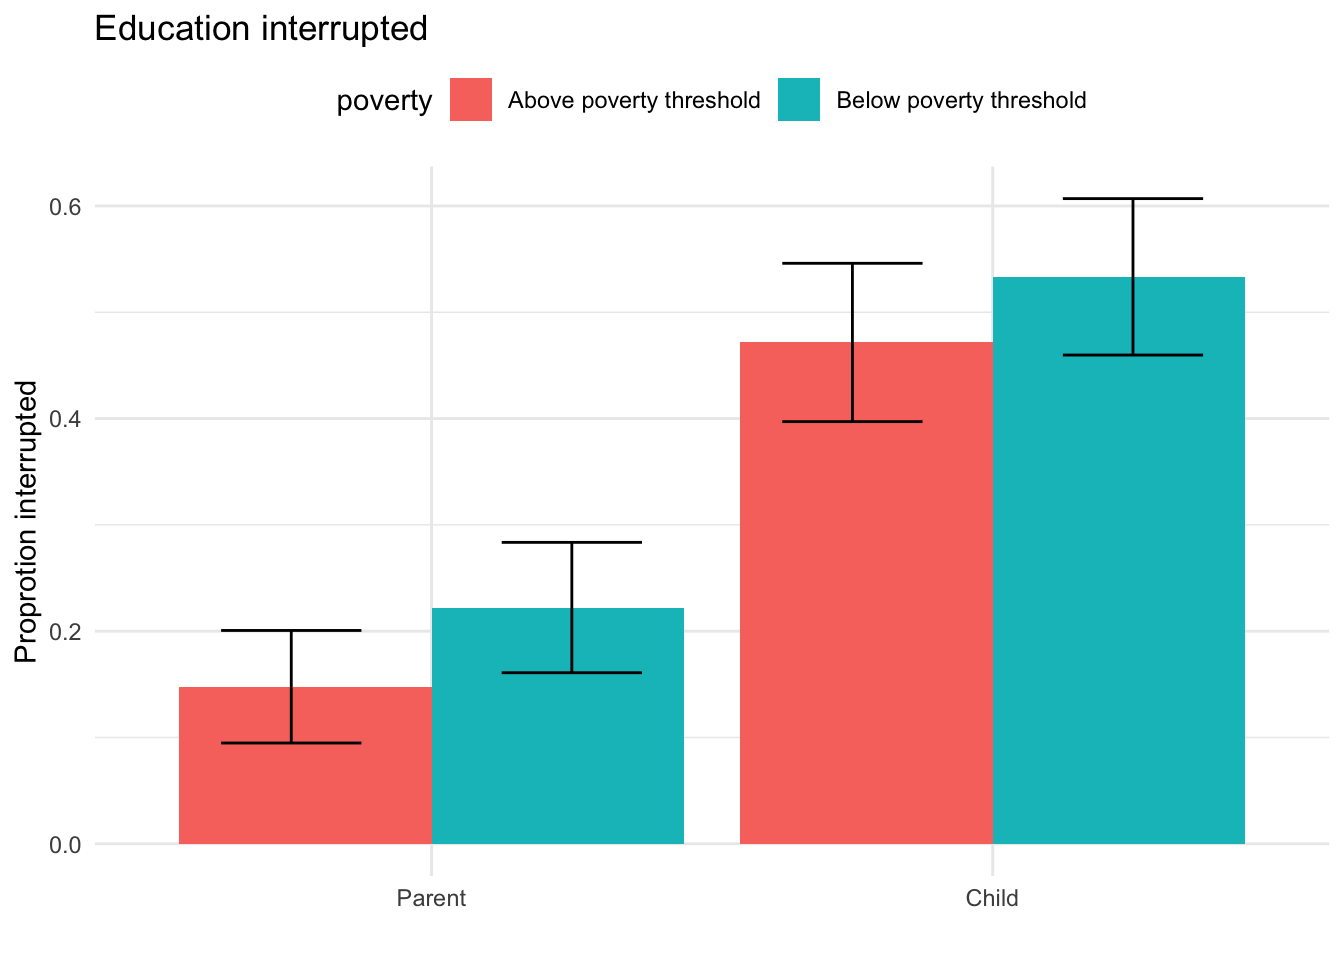 Education interrupted
poverty Above poverty threshold Below poverty threshold
Proprotion interrupted
0.6
0.4
0.2
0.0
Parent Child